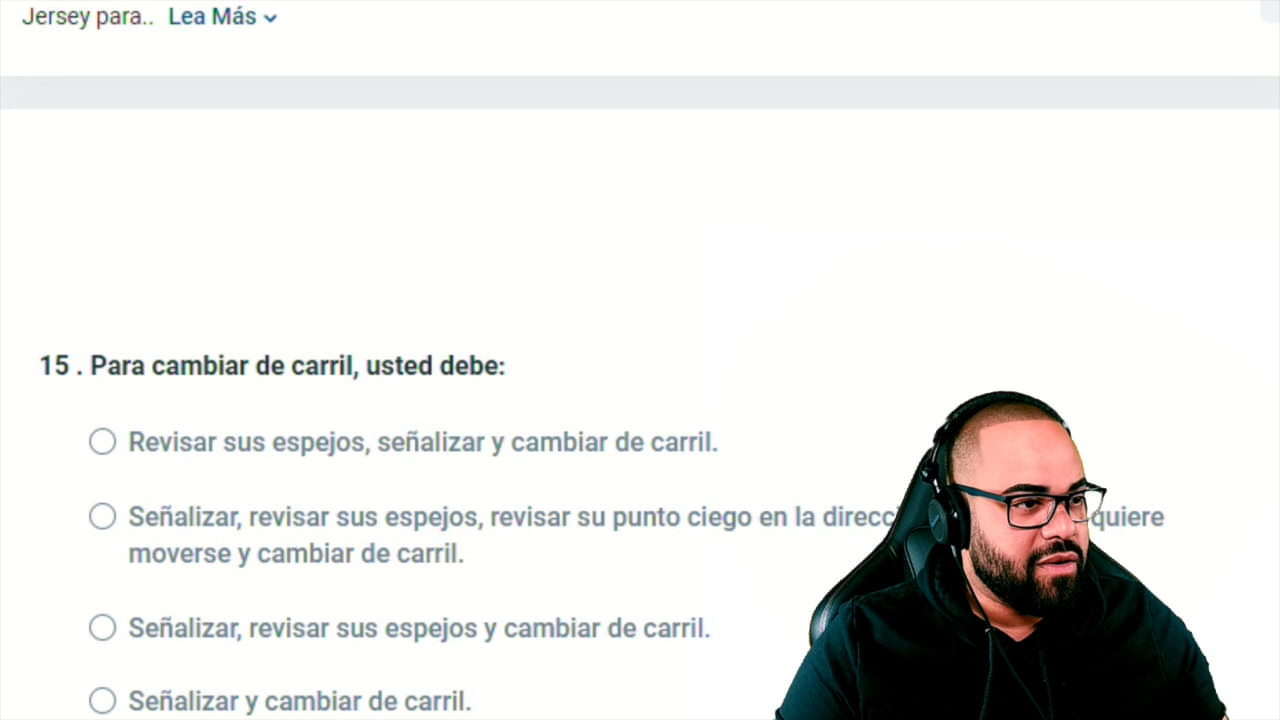 Jersey para.. Lea Más
15 . Para cambiar de carril, usted debe:
Revisar sus espejos, señalizar y cambiar de carril.
Señalizar, revisar sus espejos, revisar su punto ciego en la quiere
moverse y cambiar de carril.
Señalizar, revisar sus espejos y cambiar de carril.
Señalizar y cambiar de carril.